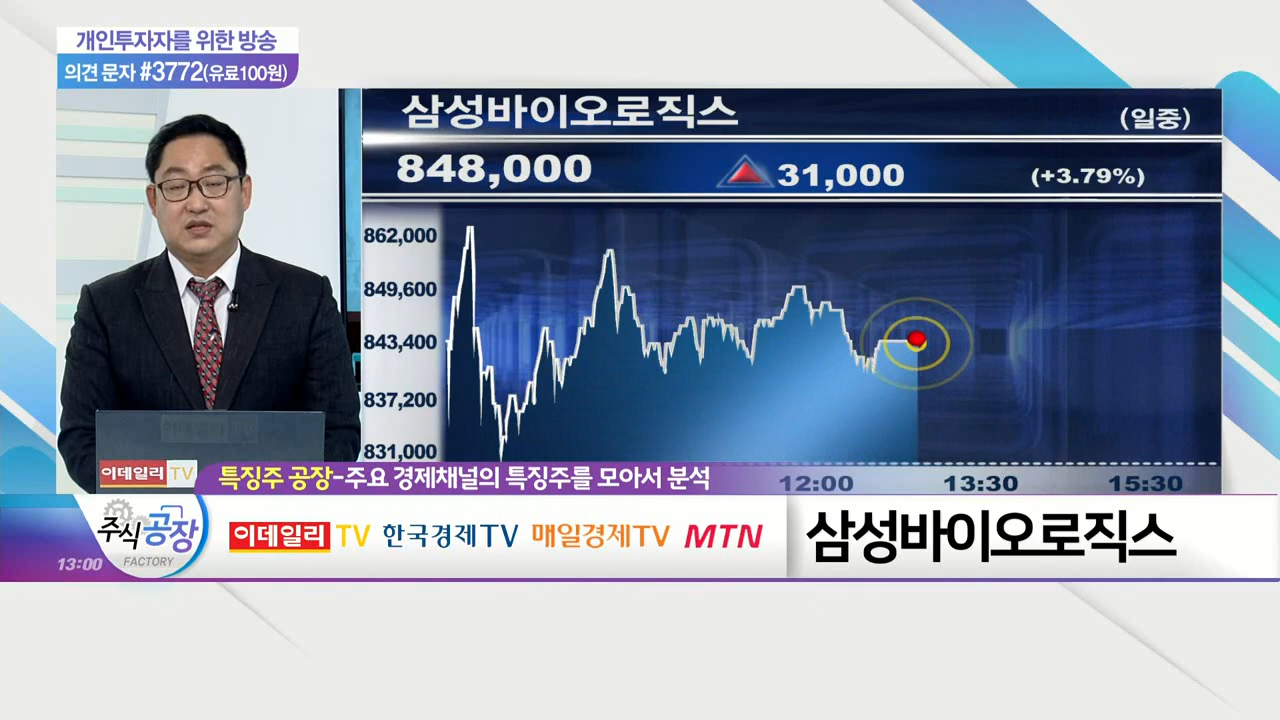 개인투자자를 위한 방송
의견 문자 #3772(유료100원)
삼성바이오로직스 (일중)
848,000 31,000 (+3.79%)
862,000
849,600
843,400
837,200
831,000
12:00 13:30 15:30
이데일리 TV
특징주 공장-주요 경제채널의 특징주를 모아서 분석
주식공장
FACTORY
13:00
이데일리 TV 한국경제TV 매일경제TV MTN
삼성바이오로직스